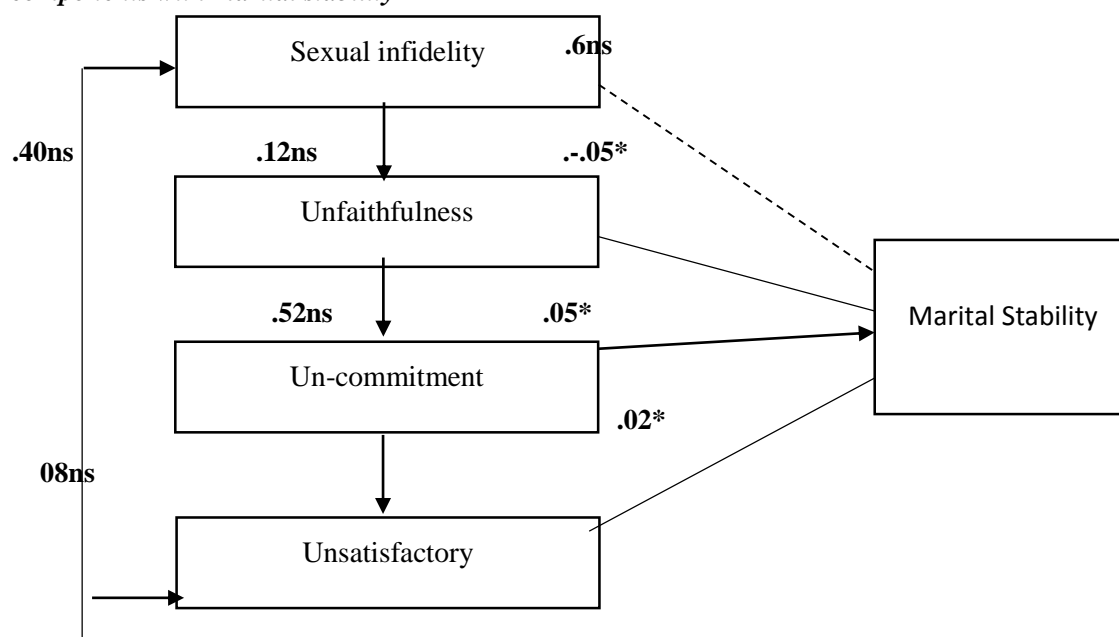 Sexual infidelity
.6ns
.40ns
.12ns
.-.05*
Unfaithfulness
.52ns
.05*
Marital Stability
Un-commitment
.02*
08ns
Unsatisfactory